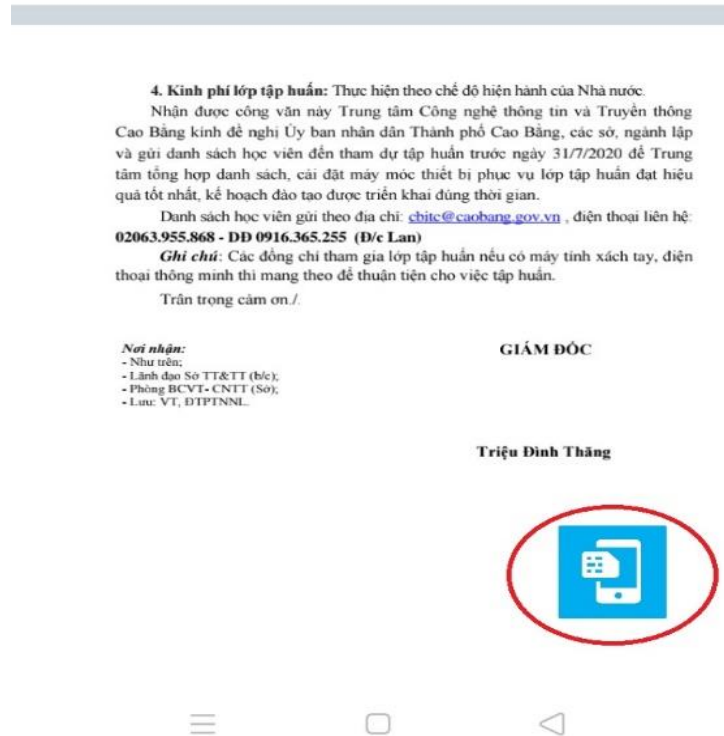 4. Kinh phí lớp tập huấn: Thực hiện theo chế độ hiện hành của Nhà nước.
Nhận được công văn này Trung tâm Công nghệ thông tin và Truyền thông
Cao Bằng kính đề nghị Ủy ban nhân dân Thành phố Cao Bằng, các sở, ngành lập
và gửi danh sách học viên đến tham dự tập huấn trước ngày 31/7/2020 để Trung
tâm tổng hợp danh sách, cài đặt máy móc thiết bị phục vụ lớp tập huấn đạt hiệu
quả tốt nhất, kế hoạch đào tạo được triển khai đúng thời gian.
Danh sách học viên gửi theo địa chỉ: cbitc@caobang.gov.vn , điện thoại liên hệ:
02063.955.868 - DĐ 0916.365.255 (Đ/c Lan)
Ghi chú: Các đồng chí tham gia lớp tập huấn nếu có máy tính xách tay, điện
thoại thông minh thì mang theo để thuận tiện cho việc tập huấn.
Trân trọng cảm ơn./.
Nơi nhận:
- Như trên;
- Lãnh đạo Sở TT&TT (b/c);
- Phòng BCVT- CNTT (Sở);
- Lưu: VT, ĐTPTNNL.
GIÁM ĐỐC
Triệu Đình Thăng